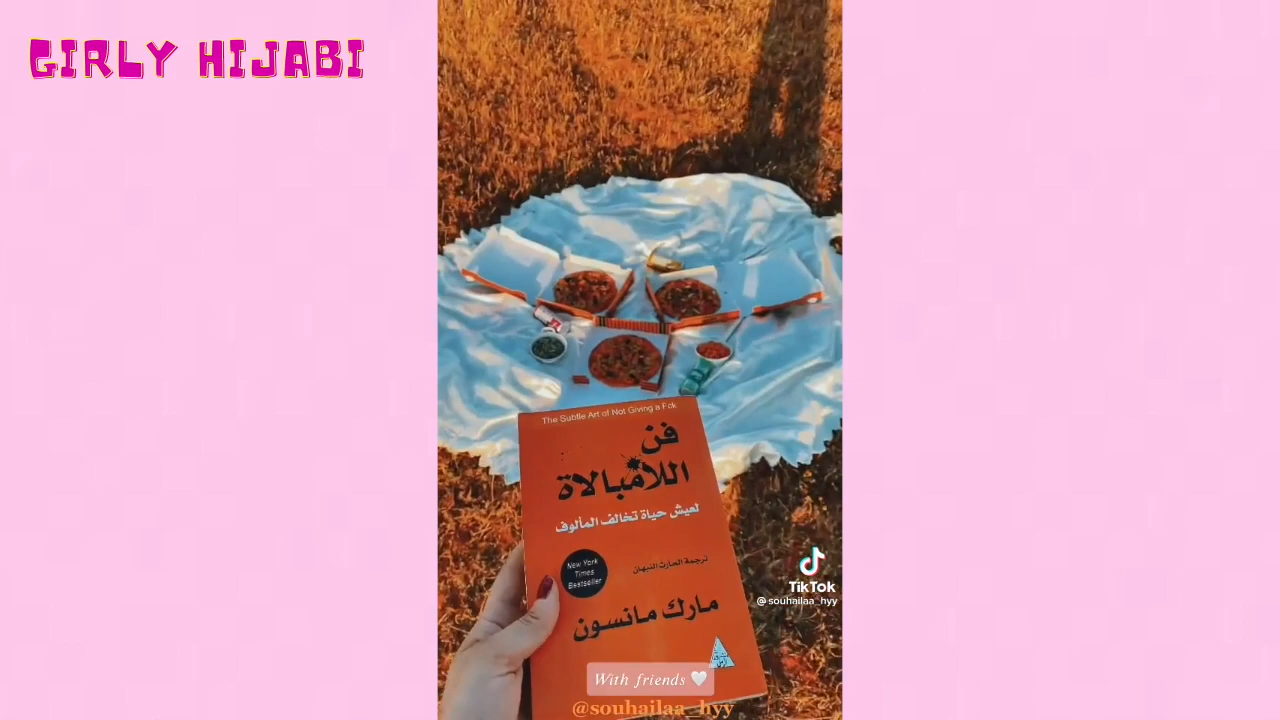 GIRLY HIJABI
The Subtle Art of Not Giving a Fck
فن
اللامبالاة
لعيش حياة تخالف المألوف
New York
Times
Bestseller
ترجمة الحارث النبهان
مارك مانسون
TikTok
@souhailaa_hyy
With friends 🤍
@souhailaa_hyy